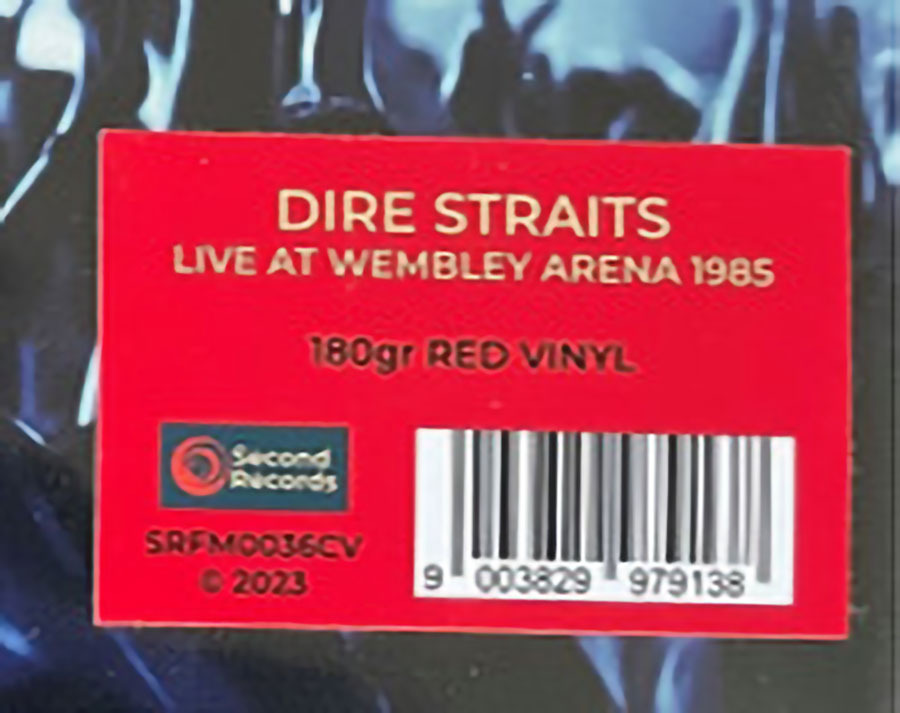 DIRE STRAITS
LIVE AT WEMBLEY ARENA 1985
180gr RED VINYL
Second
Records
SRFM0036CV
© 2023
9 003829 979138